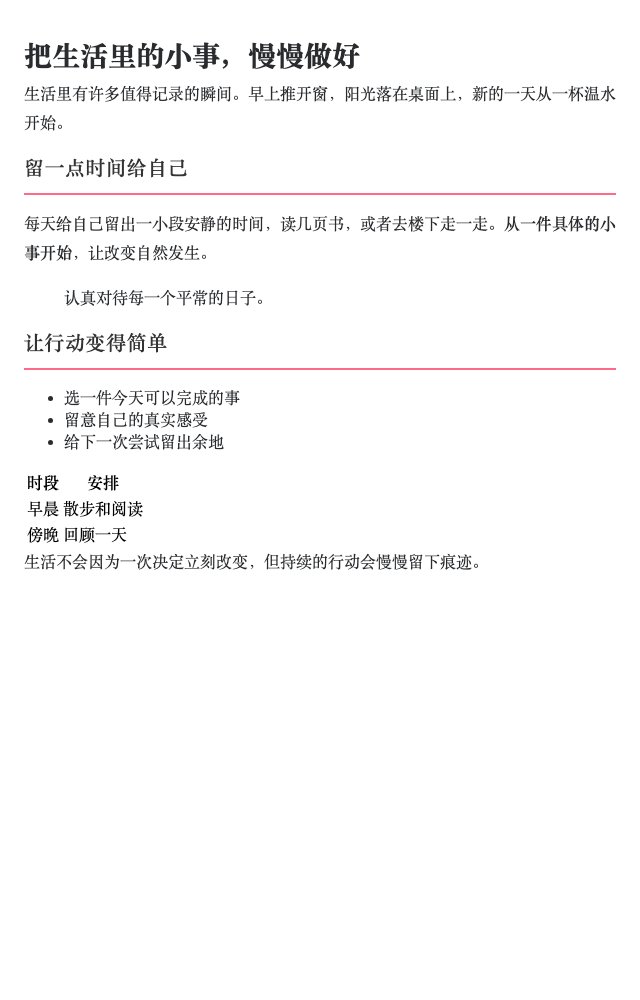 把生活里的小事，慢慢做好
生活里有许多值得记录的瞬间。早上推开窗，阳光落在桌面上，新的一天从一杯温水
开始。
留一点时间给自己
每天给自己留出一小段安静的时间，读几页书，或者去楼下走一走。从一件具体的小
事开始，让改变自然发生。
认真对待每一个平常的日子。
让行动变得简单
• 选一件今天可以完成的事
• 留意自己的真实感受
• 给下一次尝试留出余地
时段 安排
早晨 散步和阅读
傍晚 回顾一天
生活不会因为一次决定立刻改变，但持续的行动会慢慢留下痕迹。